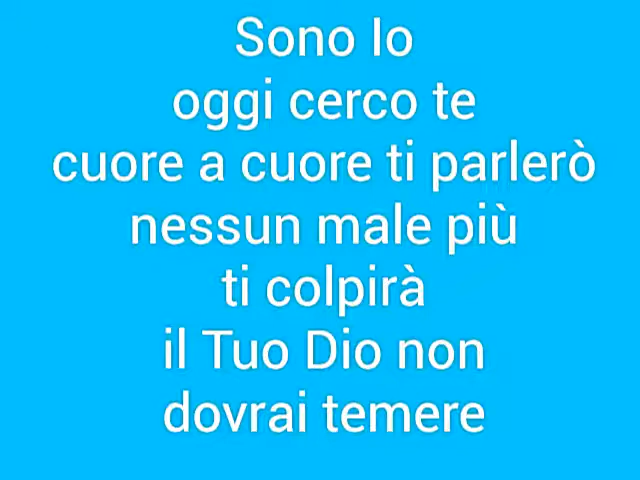 Sono Io
oggi cerco te
cuore a cuore ti parlerò
nessun male più
ti colpirà
il Tuo Dio non
dovrai temere